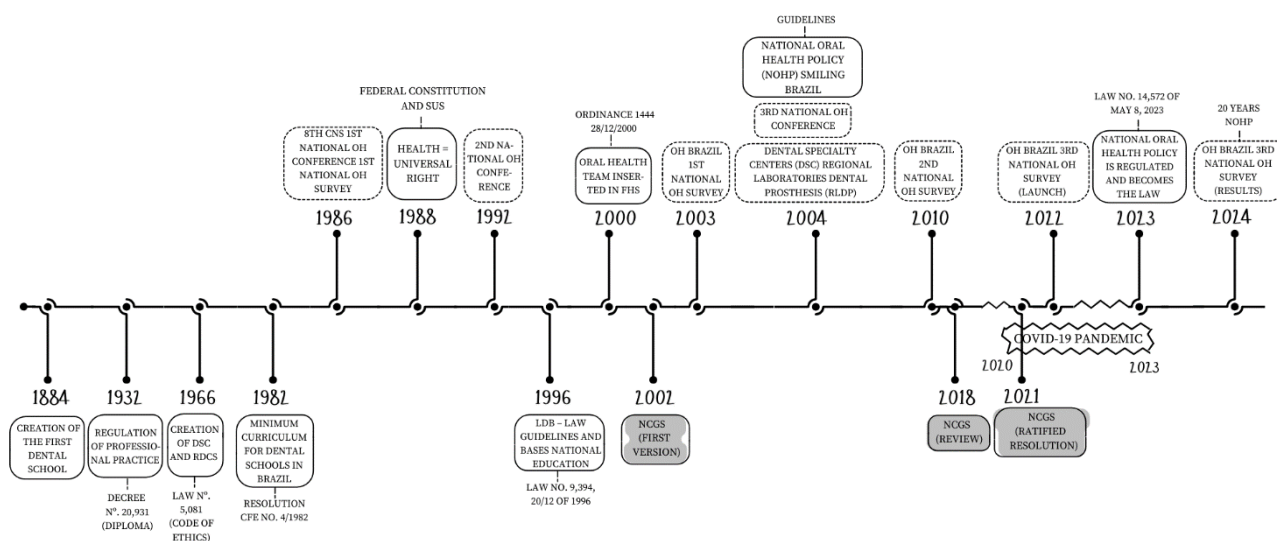 GUIDELINES
NATIONAL ORAL
HEALTH POLICY
(NOHP) SMILING
BRAZIL
FEDERAL CONSTITUTION
AND SUS
LAW NO. 14,572 OF
MAY 8, 2023
8TH CNS 1ST
NATIONAL OH
CONFERENCE 1ST
NATIONAL OH
SURVEY
1986
HEALTH =
UNIVERSAL
RIGHT
1988
2ND NA-
TIONAL OH
CONFE-
RENCE
1992
ORDINANCE 1444
28/12/2000
ORAL HEALTH
TEAM INSER-
TED IN FHS
2000
OH BRAZIL
1ST
NATIONAL
OH SURVEY
2003
3RD NATIONAL OH
CONFERENCE
DENTAL SPECIALTY
CENTERS (DSC) REGIONAL
LABORATORIES DENTAL
PROSTHESIS (RLDP)
2004
OH BRAZIL
2ND
NATIONAL
OH SURVEY
2010
OH BRAZIL 3RD
NATIONAL OH
SURVEY
(LAUNCH)
2022
NATIONAL ORAL
HEALTH POLICY
IS REGULATED
AND BECOMES
THE LAW
2023
20 YEARS
NOHP
OH BRAZIL 3RD
NATIONAL OH
SURVEY
(RESULTS)
2024
COVID-19 PANDEMIC
2020
2023
1884
CREATION OF
THE FIRST
DENTAL
SCHOOL
1932
REGULATION
OF PROFESSIO-
NAL PRACTICE
DECREE
Nº. 20,931
(DIPLOMA)
1966
CREATION
OF DSC
AND RDCS
LAW Nº.
5,081
(CODE OF
ETHICS)
1982
MINIMUM
CURRICULUM
FOR DENTAL
SCHOOLS IN
BRAZIL
RESOLUTION
CFE NO. 4/1982
1996
LDB – LAW
GUIDELINES AND
BASES NATIONAL
EDUCATION
LAW NO. 9,394,
20/12 OF 1996
2002
NCGS
(FIRST
VERSION)
2018
NCGS
(REVIEW)
2021
NCGS
(RATIFIED
RESOLUTION)